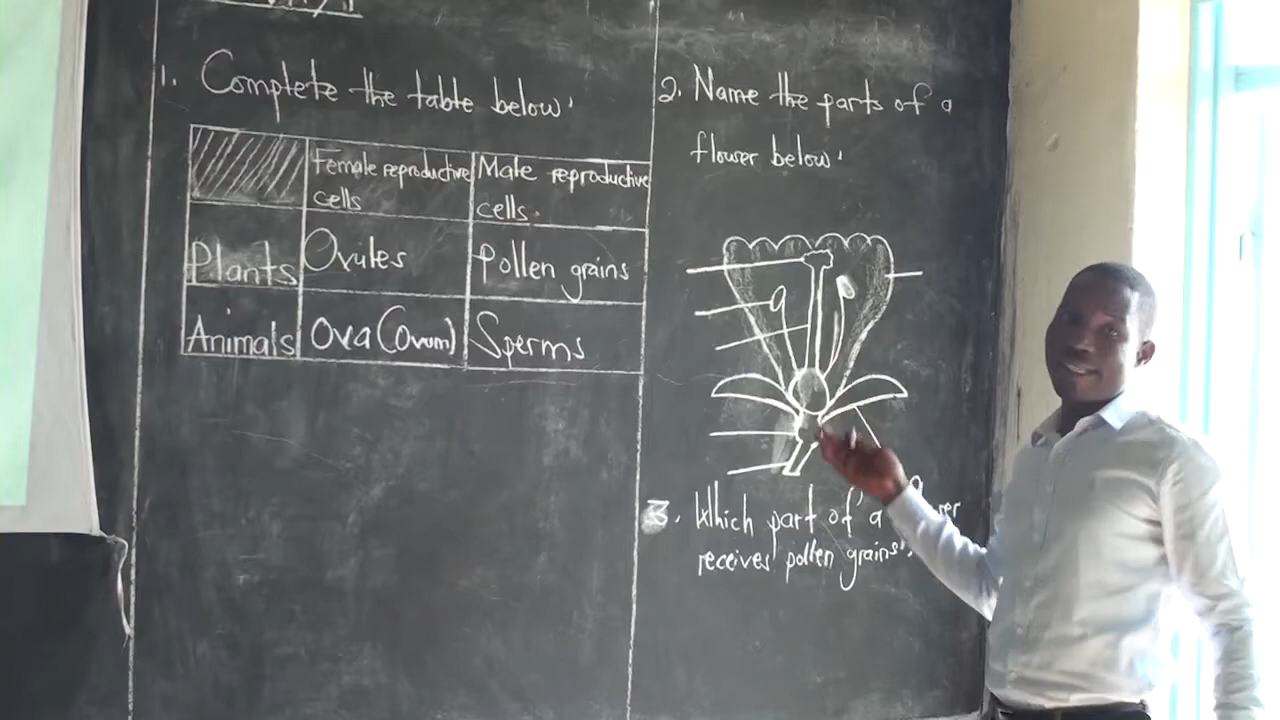 1. Complete the table below.
Female reproductive cells
Male reproductive cells.
Plants
Ovules
Pollen grains
Animals
Ova (Ovum)
Sperms
2. Name the parts of a
flower below.
3. Which part of a
receives pollen grains.